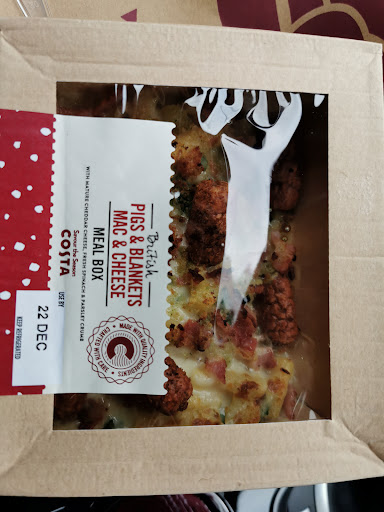 British
PIGS & BLANKETS
MAC & CHEESE
MEAL BOX
WITH MATURE CHEDDAR CHEESE, FRESH SPINACH & PARSLEY CRUMB
Savour the Season
COSTA
USE BY
22 DEC
KEEP REFRIGERATED
MADE WITH QUALITY INGREDIENTS
CRAFTED WITH CARE